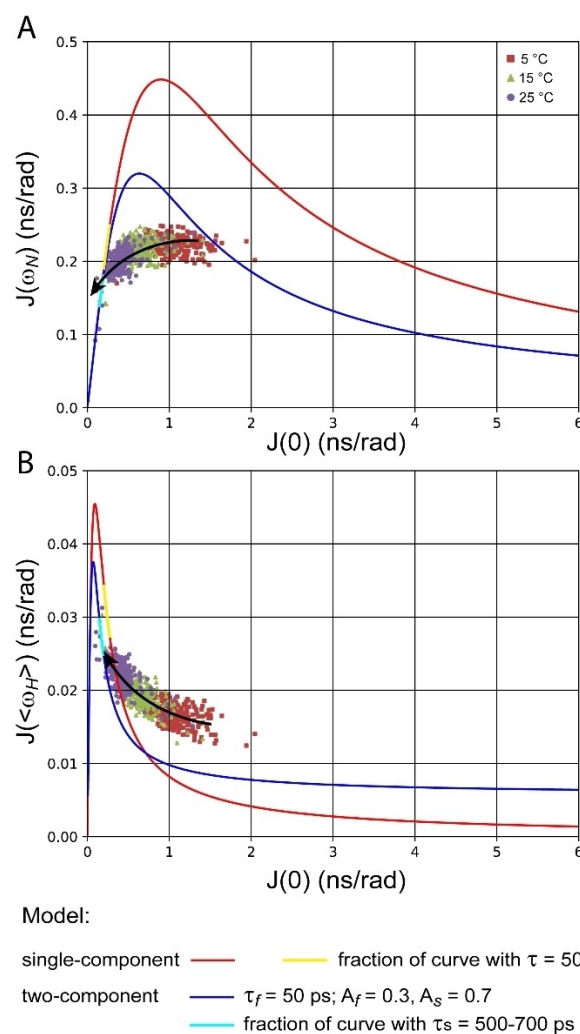 A
J(ωN) (ns/rad)
0.5
0.4
0.3
0.2
0.1
0.0
5 °C
15 °C
25 °C
0 1 2 3 4 5 6
J(0) (ns/rad)
B
J(<ωH>) (ns/rad)
0.05
0.04
0.03
0.02
0.01
0.00
0 1 2 3 4 5 6
J(0) (ns/rad)
Model:
single-component fraction of curve with τ = 50
two-component τf = 50 ps; Af = 0.3, As = 0.7
fraction of curve with τs = 500-700 ps